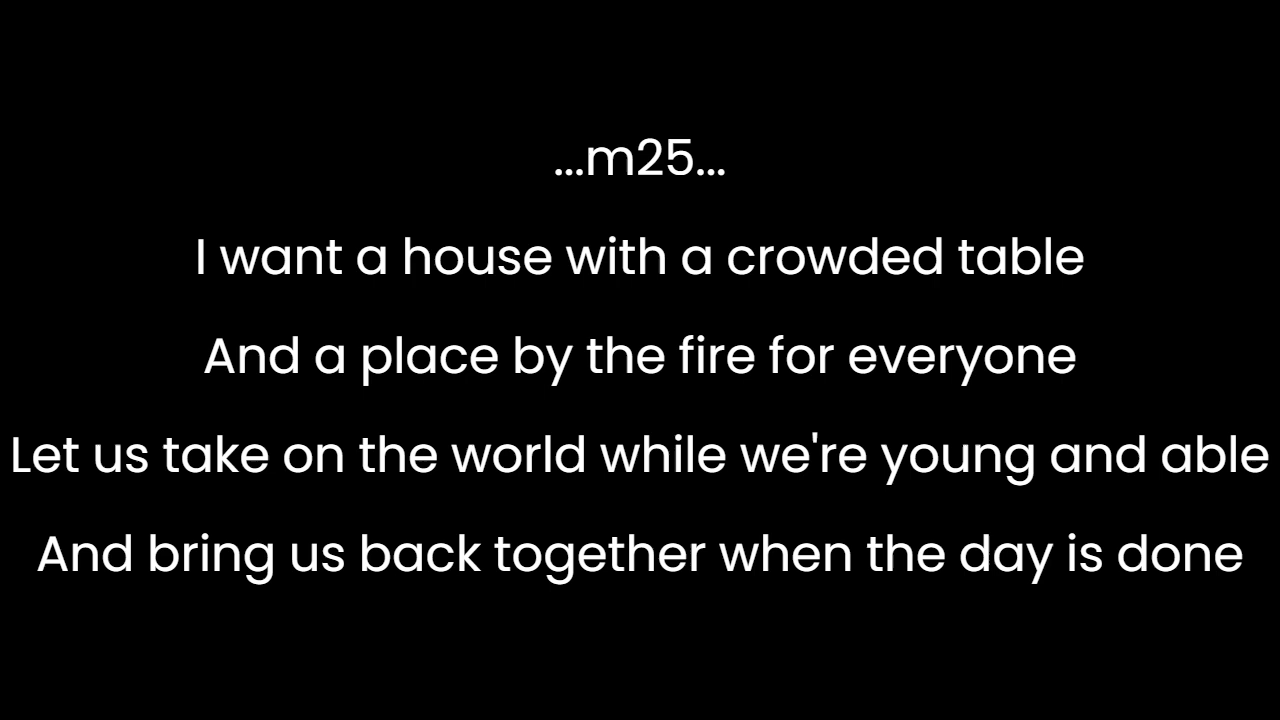 ...m25...
I want a house with a crowded table
And a place by the fire for everyone
Let us take on the world while we're young and able
And bring us back together when the day is done